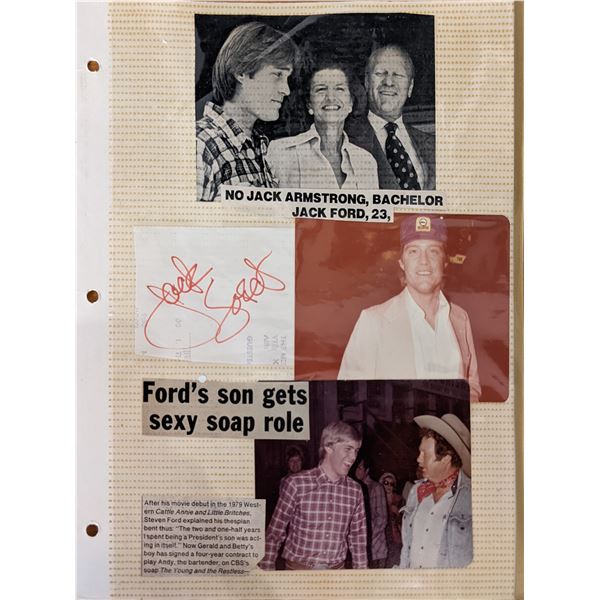 NO JACK ARMSTRONG, BACHELOR
JACK FORD, 23,
Jack Ford
Ford's son gets
sexy soap role
After his movie debut in the 1979 West-
ern Cattle Annie and Little Britches,
Steven Ford explained his thespian
bent thus: "The two and one-half years
I spent being a President's son was act-
ing in itself." Now Gerald and Betty's
boy has signed a four-year contract to
play Andy, the bartender, on CBS's
soap The Young and the Restless—